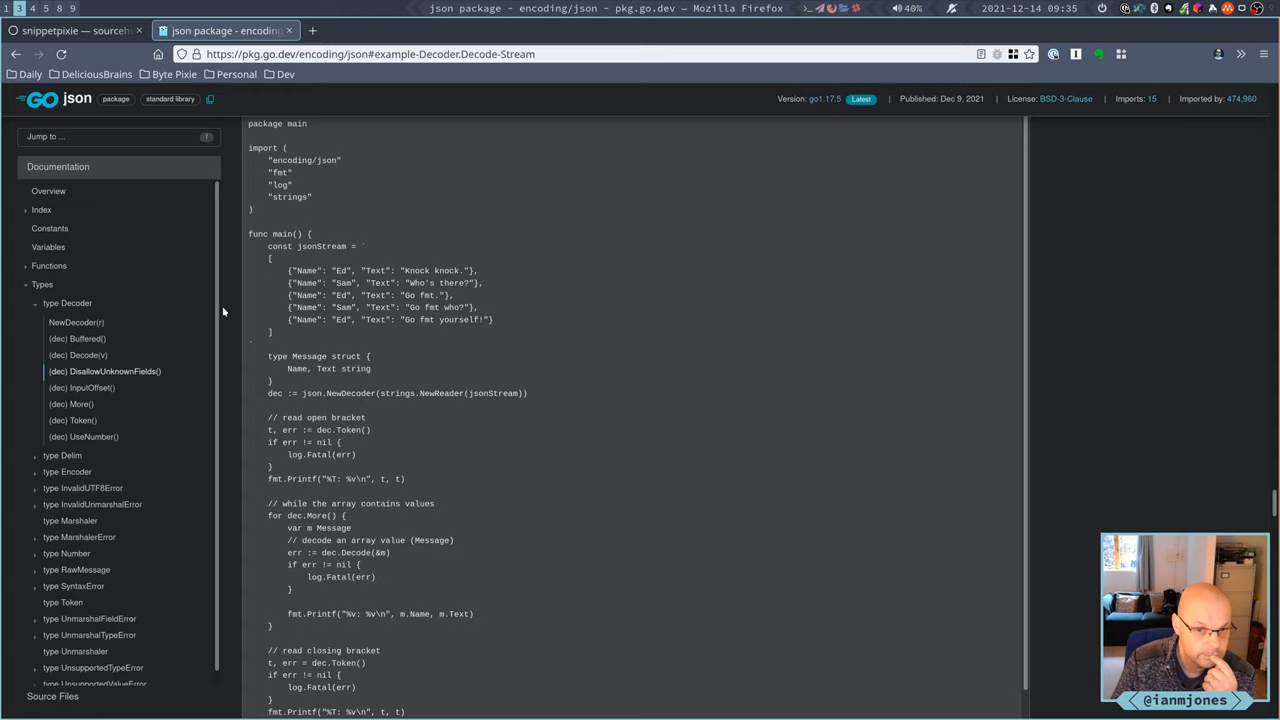 1 3 4 5 8 9
json package - encoding/json - pkg.go.dev — Mozilla Firefox
40%
2021-12-14 09:35
snippetpixie — sourcehu
json package - encoding
https://pkg.go.dev/encoding/json#example-Decoder.Decode-Stream
Daily
DeliciousBrains
Byte Pixie
Personal
Dev
GO json package standard library
Version: go1.17.5 Latest | Published: Dec 9, 2021 | License: BSD-3-Clause | Imports: 15 | Imported by: 474,960
Jump to ...
Documentation
Overview
Index
Constants
Variables
Functions
Types
type Decoder
NewDecoder(r)
(dec) Buffered()
(dec) Decode(v)
(dec) DisallowUnknownFields()
(dec) InputOffset()
(dec) More()
(dec) Token()
(dec) UseNumber()
type Delim
type Encoder
type InvalidUTF8Error
type InvalidUnmarshalError
type Marshaler
type MarshalerError
type Number
type RawMessage
type SyntaxError
type Token
type UnmarshalFieldError
type UnmarshalTypeError
type Unmarshaler
type UnsupportedTypeError
type UnsupportedValueError
Source Files
package main
import (
"encoding/json"
"fmt"
"log"
"strings"
)
func main() {
const jsonStream = `
[
{"Name": "Ed", "Text": "Knock knock."},
{"Name": "Sam", "Text": "Who's there?"},
{"Name": "Ed", "Text": "Go fmt."},
{"Name": "Sam", "Text": "Go fmt who?"},
{"Name": "Ed", "Text": "Go fmt yourself!"}
]
`
type Message struct {
Name, Text string
}
dec := json.NewDecoder(strings.NewReader(jsonStream))
// read open bracket
t, err := dec.Token()
if err != nil {
log.Fatal(err)
}
fmt.Printf("%T: %v\n", t, t)
// while the array contains values
for dec.More() {
var m Message
// decode an array value (Message)
err := dec.Decode(&m)
if err != nil {
log.Fatal(err)
}
fmt.Printf("%v: %v\n", m.Name, m.Text)
}
// read closing bracket
t, err = dec.Token()
if err != nil {
log.Fatal(err)
}
fmt.Printf("%T: %v\n", t, t)
@ianmjones